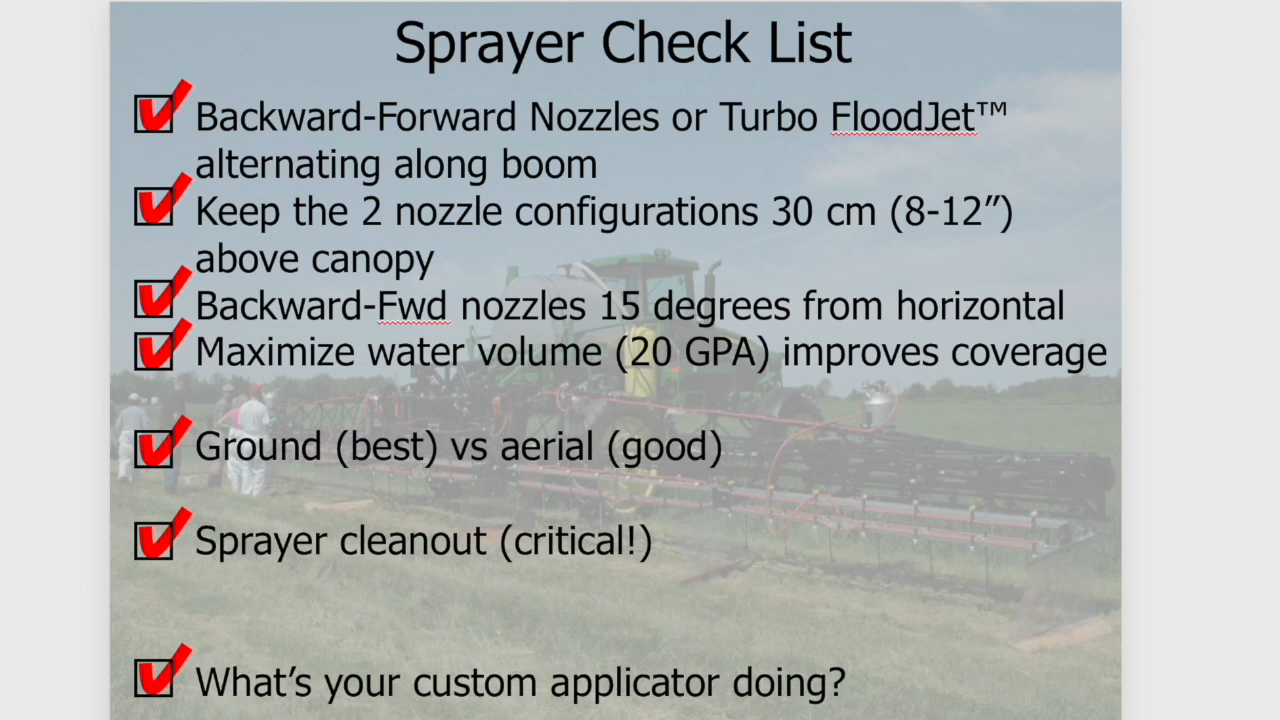 Sprayer Check List
Backward-Forward Nozzles or Turbo FloodJet™
alternating along boom
Keep the 2 nozzle configurations 30 cm (8-12”)
above canopy
Backward-Fwd nozzles 15 degrees from horizontal
Maximize water volume (20 GPA) improves coverage
Ground (best) vs aerial (good)
Sprayer cleanout (critical!)
What’s your custom applicator doing?